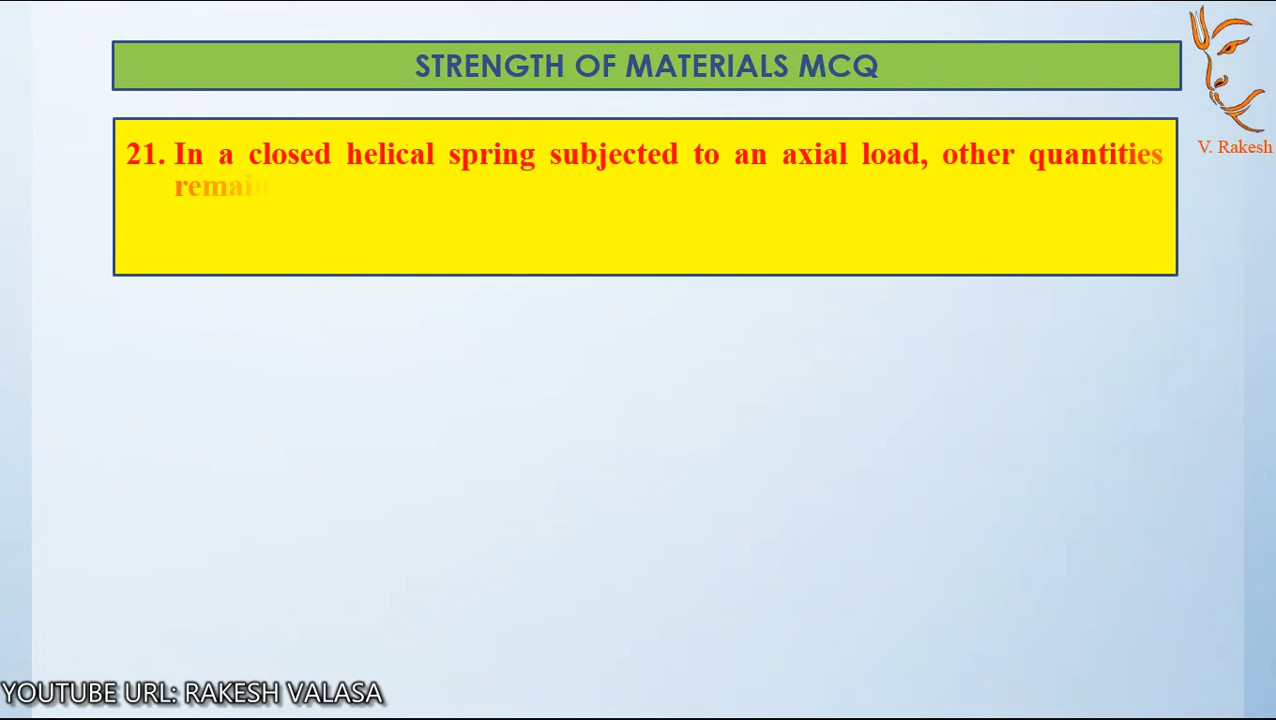 STRENGTH OF MATERIALS MCQ
V. Rakesh
21. In a closed helical spring subjected to an axial load, other quantities
remain
YOUTUBE URL: RAKESH VALASA